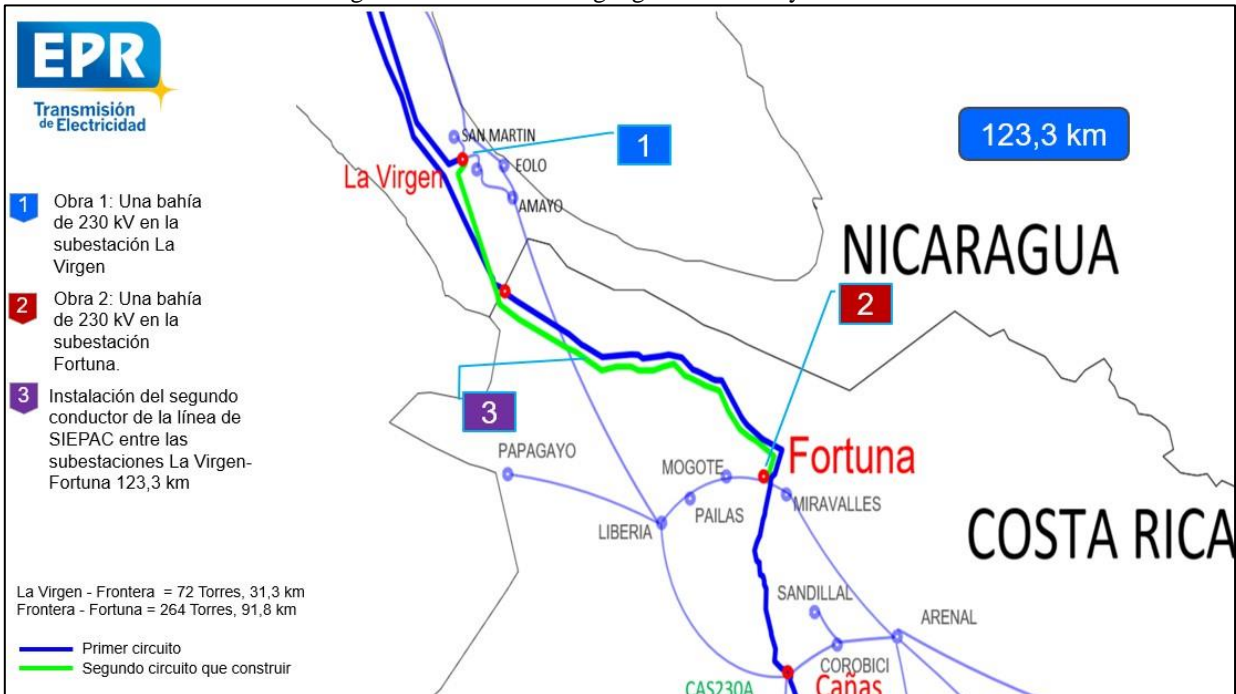 EPR
Transmisión
de Electricidad
123,3 km
SAN MARTIN
1
EOLO
La Virgen
AMAYO
NICARAGUA
1
Obra 1: Una bahía
de 230 kV en la
subestación La
Virgen
2
Obra 2: Una bahía
de 230 kV en la
subestación
Fortuna.
3
Instalación del segundo
conductor de la línea de
SIEPAC entre las
subestaciones La Virgen-
Fortuna 123,3 km
2
3
PAPAGAYO
MOGOTE
Fortuna
PAILAS
MIRAVALLES
LIBERIA
COSTA RICA
SANDILLAL
ARENAL
COROBICI
CAS230A
Cañas
La Virgen - Frontera = 72 Torres, 31,3 km
Frontera - Fortuna = 264 Torres, 91,8 km
Primer circuito
Segundo circuito que construir